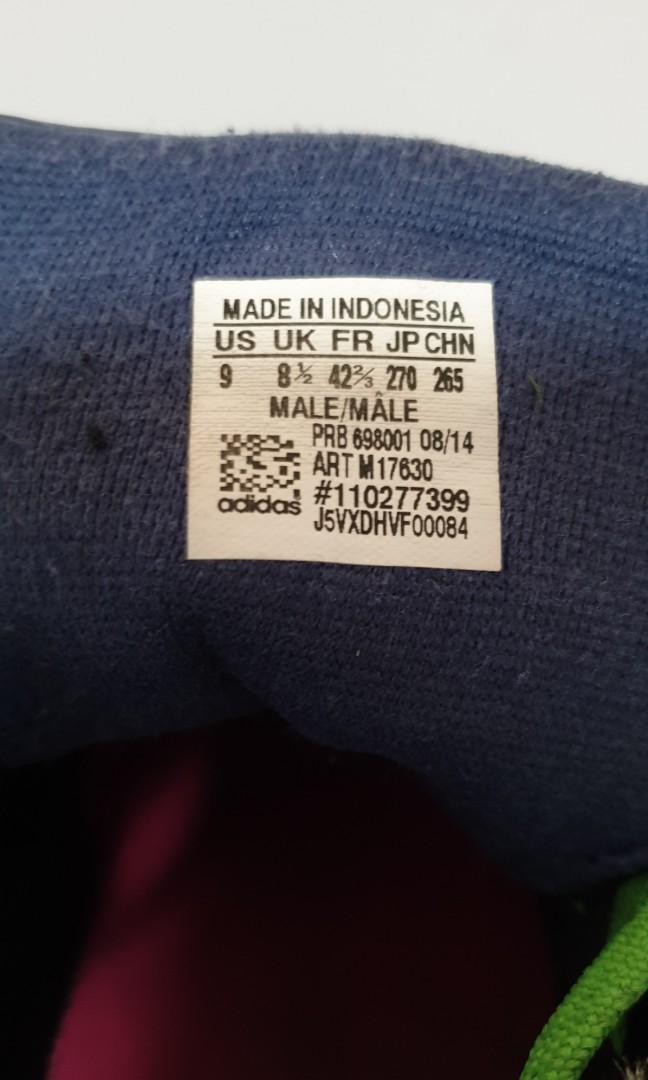 MADE IN INDONESIA
US UK FR JP CHN
9 8½ 42⅔ 270 265
MALE/MÂLE
PRB 698001 08/14
ART M17630
#110277399
adidas J5VXDHVF00084